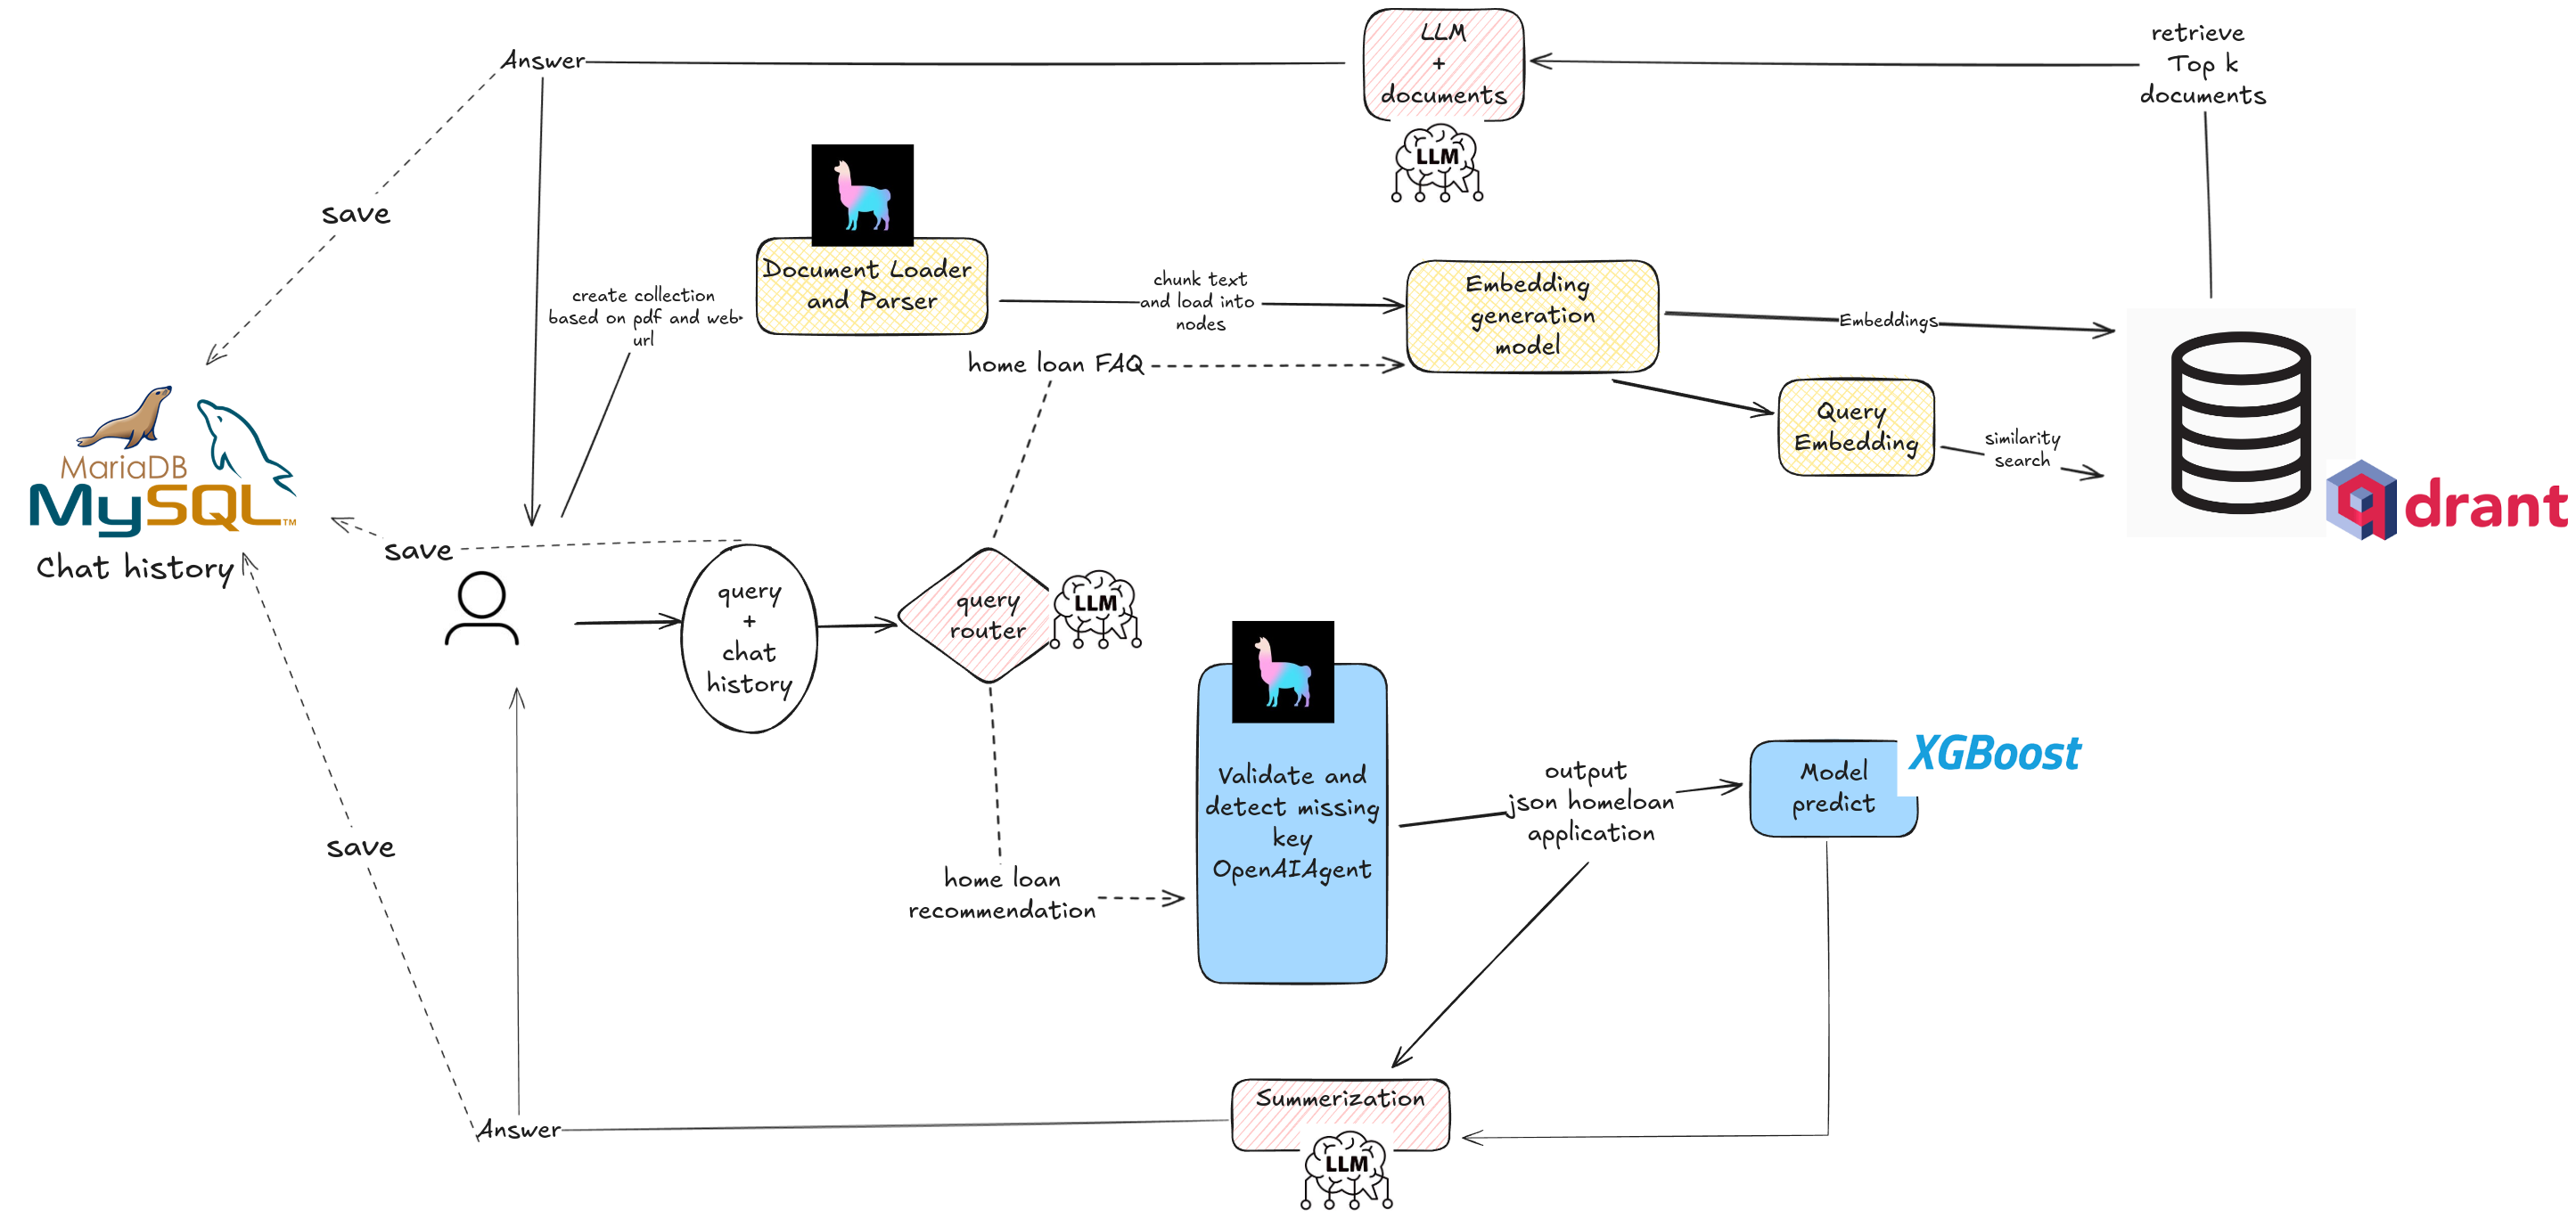 Answer
LLM
+
documents
retrieve
Top k
documents
LLM
save
Document Loader
and Parser
create collection
based on pdf and web
url
chunk text
and load into
nodes
Embedding
generation
model
Embeddings
home loan FAQ
Query
Embedding
similarity
search
drant
MariaDB
MySQL™
Chat history
save
query
+
chat
history
query
router
LLM
Validate and
detect missing
key
OpenAIAgent
output
json homeloan
application
Model
predict
XGBoost
save
home loan
recommendation
Summerization
LLM
Answer